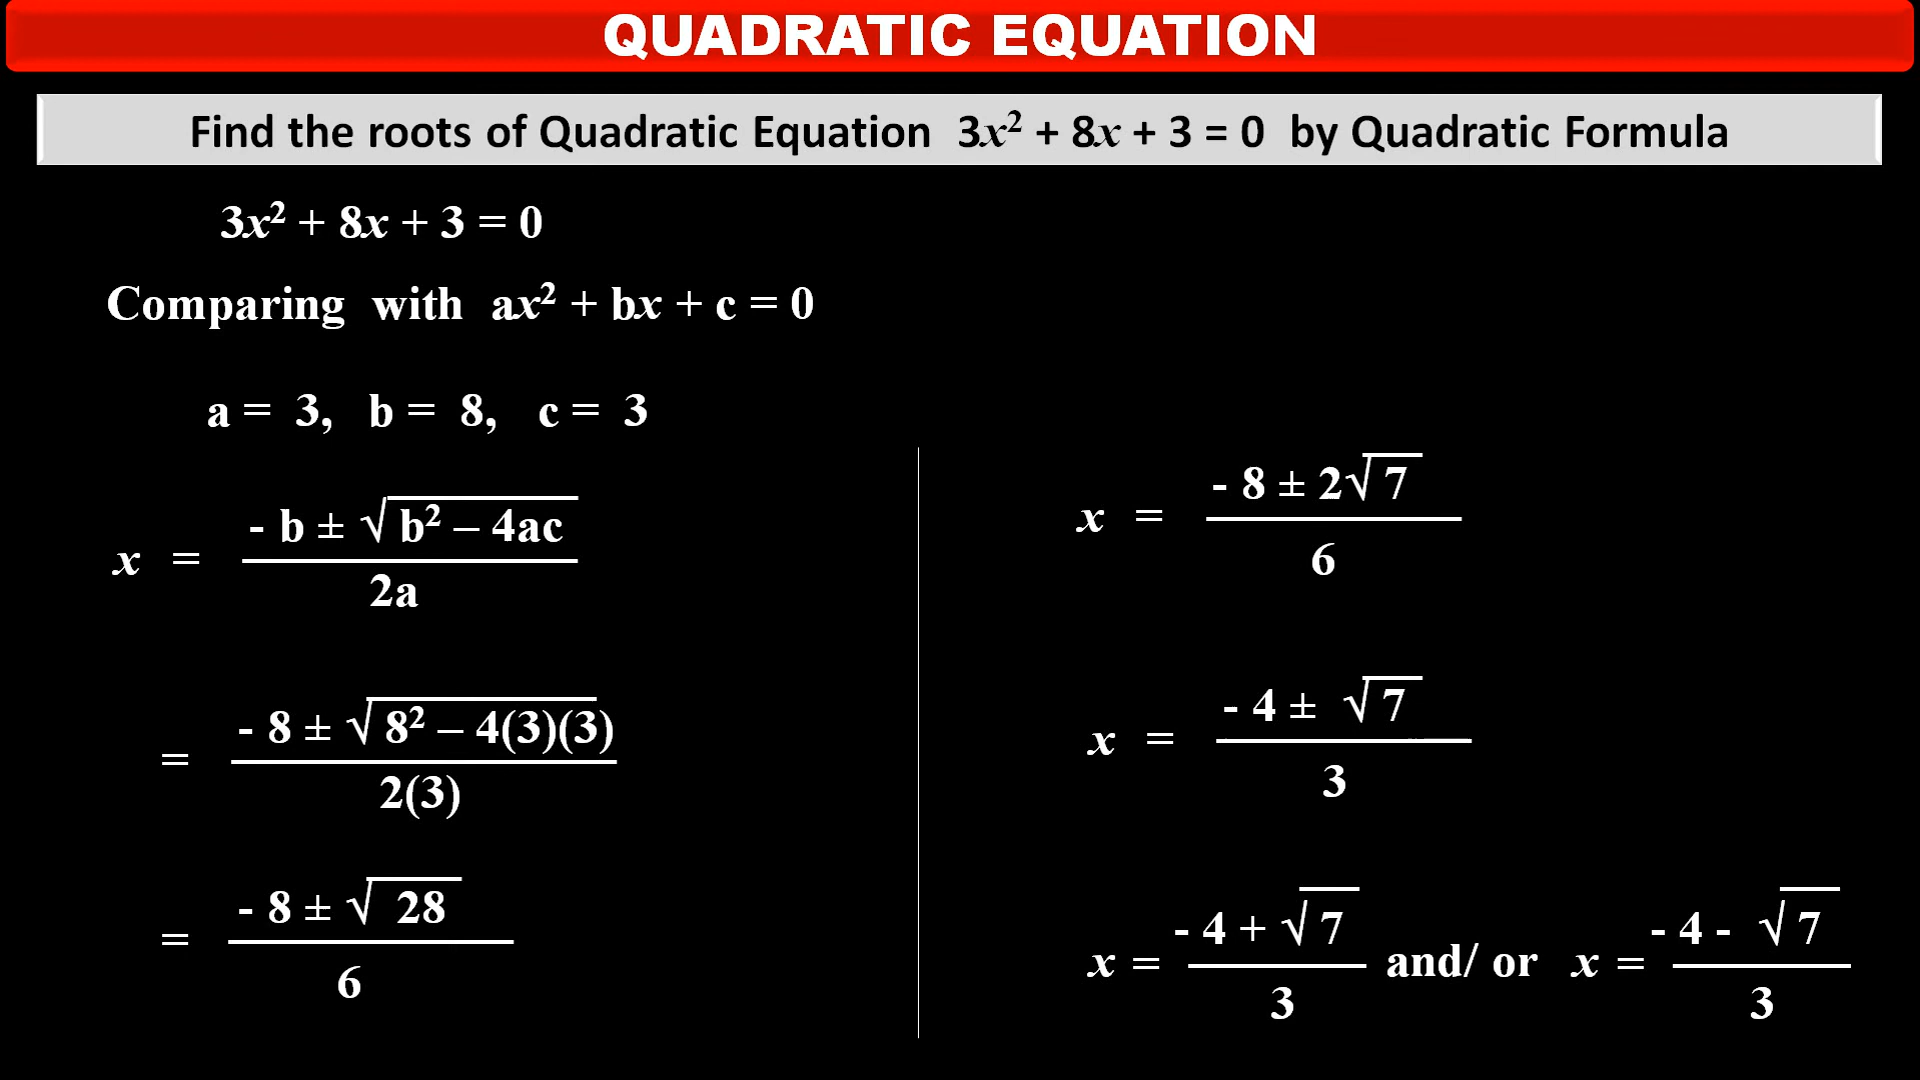 QUADRATIC EQUATION
Find the roots of Quadratic Equation 3x² + 8x + 3 = 0 by Quadratic Formula
3x² + 8x + 3 = 0
Comparing with ax² + bx + c = 0
a = 3, b = 8, c = 3
- b ± √ b² – 4ac
x =
2a
- 8 ± √ 8² – 4(3)(3)
=
2(3)
- 8 ± √ 28
=
6
- 8 ± 2√ 7
x =
6
- 4 ± √ 7
x =
3
- 4 + √ 7 - 4 - √ 7
x = and/ or x =
3 3